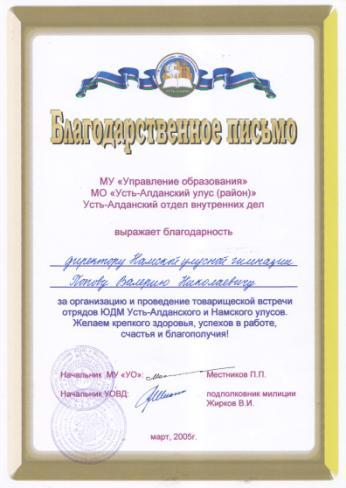 Благодарственное письмо
МУ «Управление образования»
МО «Усть-Алданский улус (район)»
Усть-Алданский отдел внутренних дел
выражает благодарность
директору Намской улусной гимназии
Попову Валерию Николаевичу
за организацию и проведение товарищеской встречи
отрядов ЮДМ Усть-Алданского и Намского улусов.
Желаем крепкого здоровья, успехов в работе,
счастья и благополучия!
Начальник МУ «УО»: Местников П.П.
Начальник УОВД: подполковник милиции
Жирков В.И.
март, 2005г.